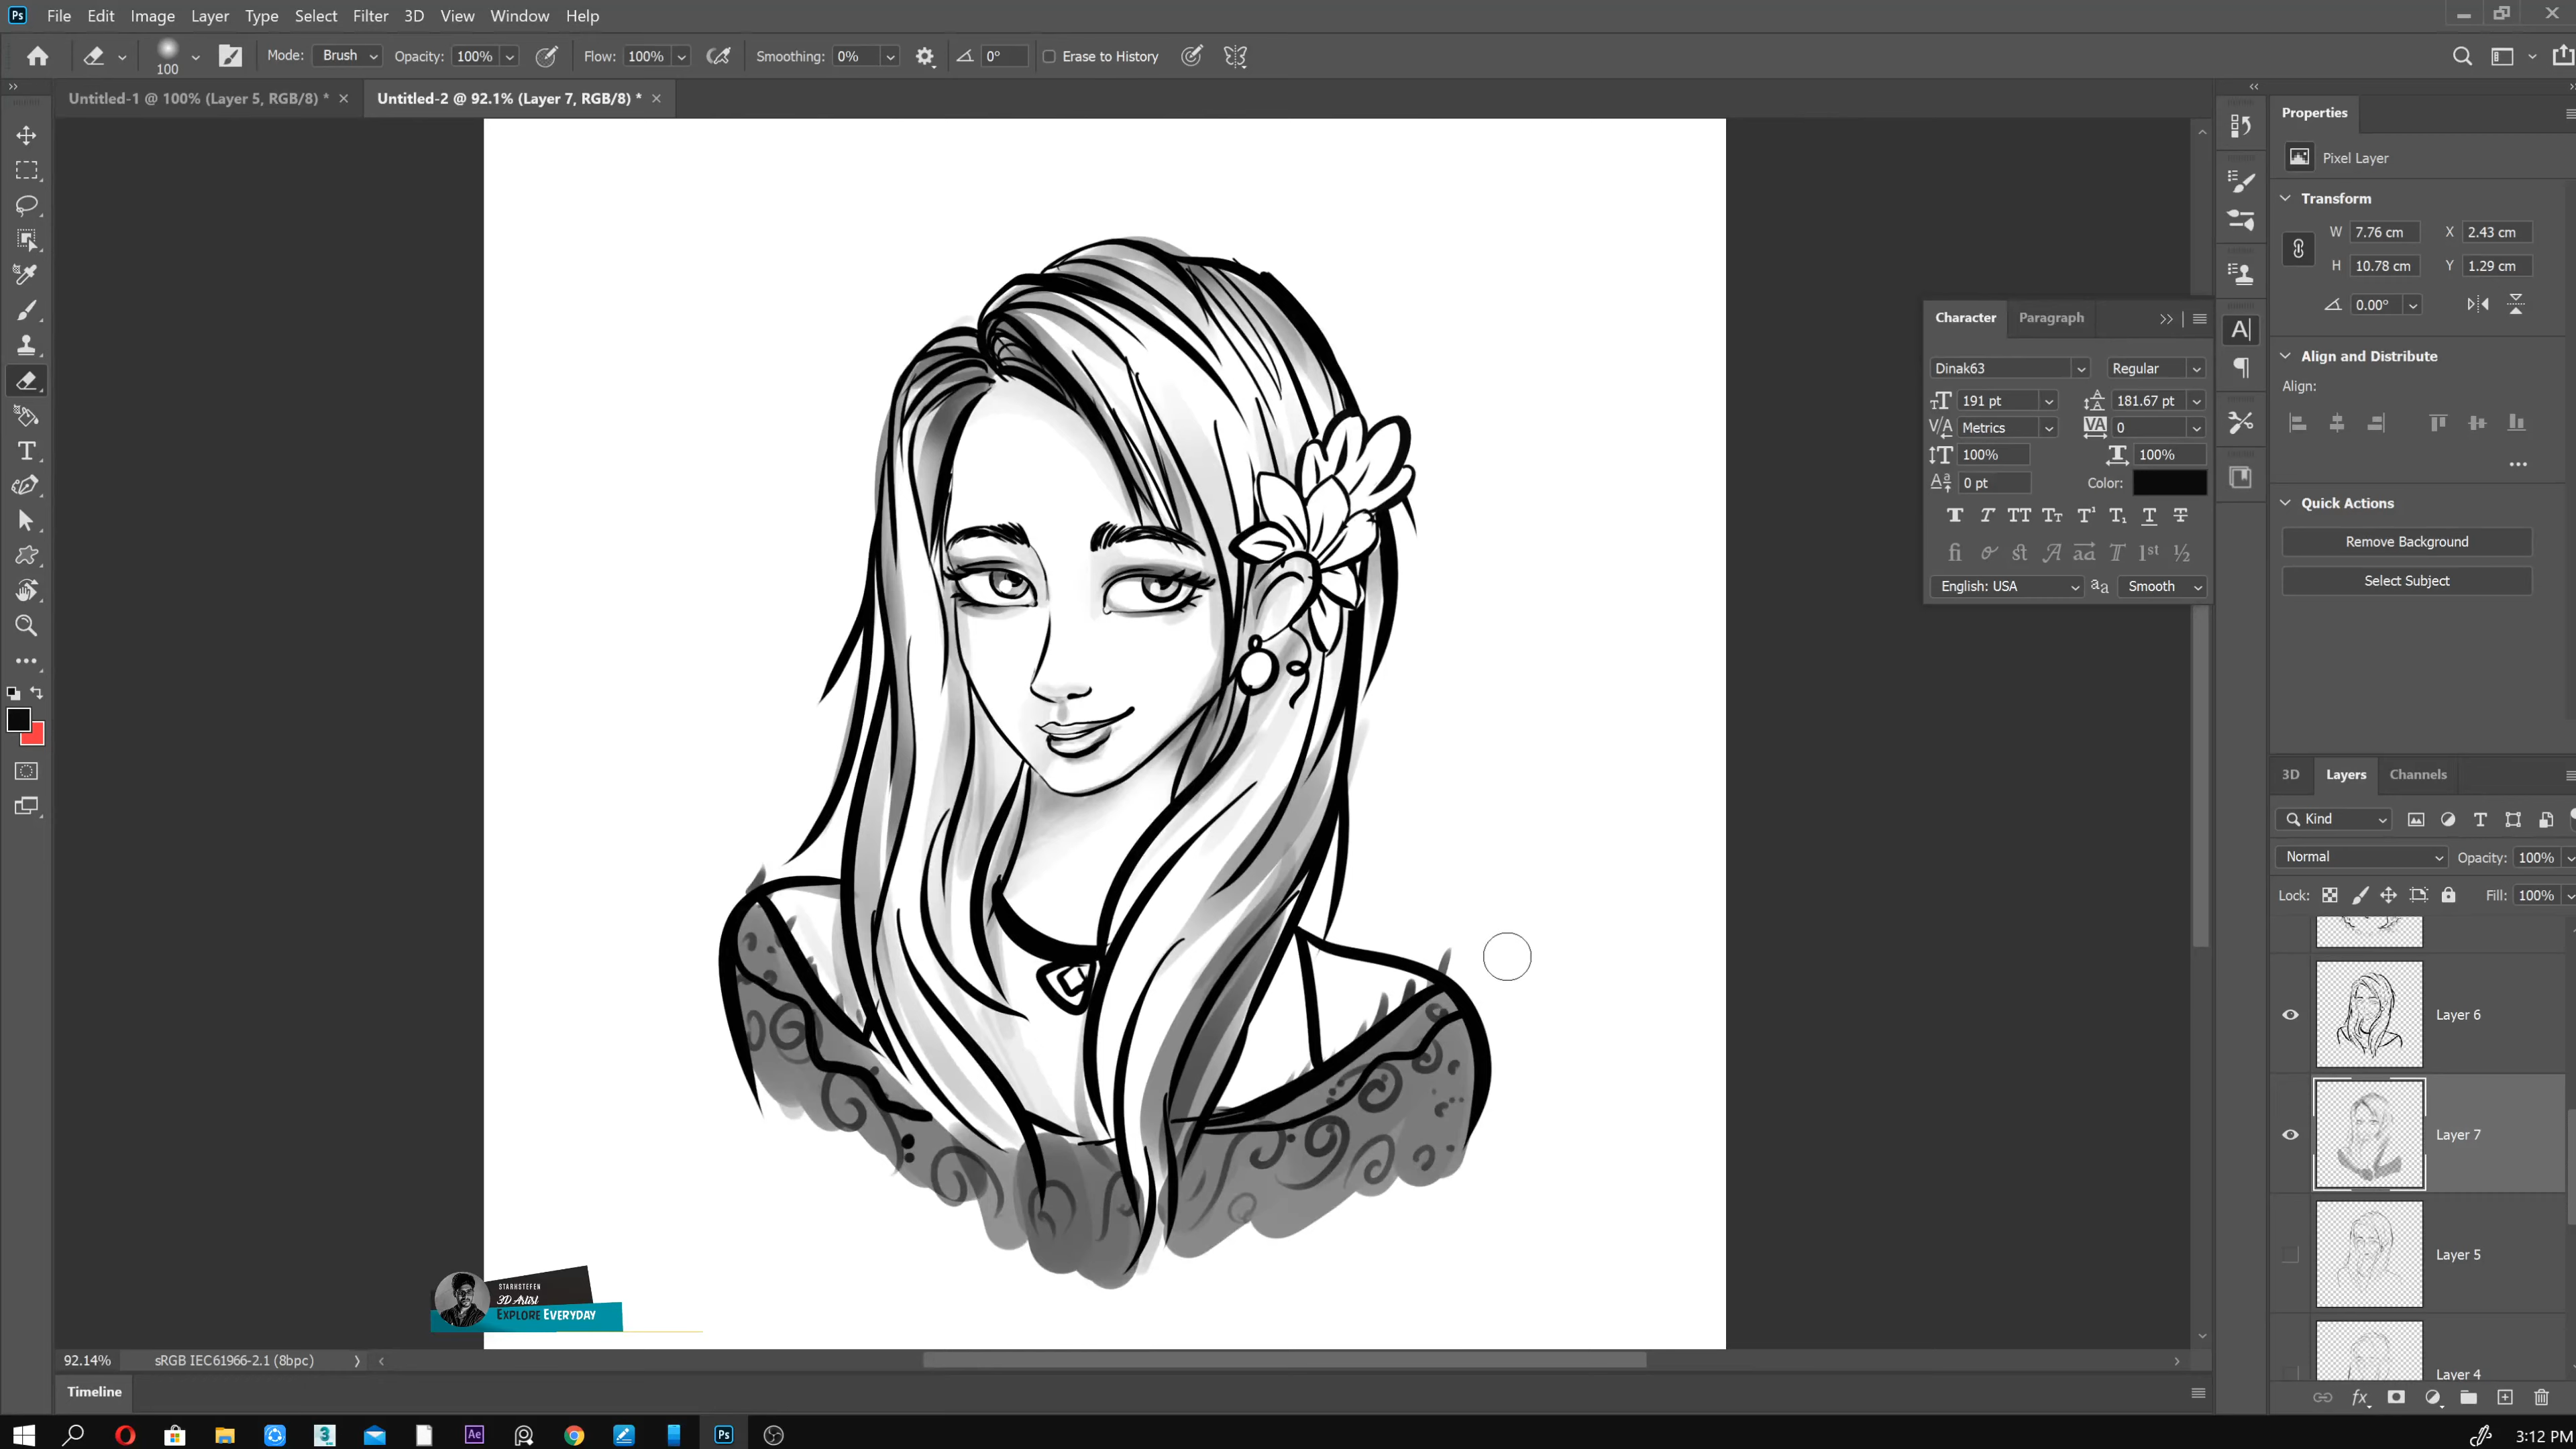 Ps File Edit Image Layer Type Select Filter 3D View Window Help
100 Mode: Brush Opacity: 100% Flow: 100% Smoothing: 0% 0° Erase to History
Untitled-1 @ 100% (Layer 5, RGB/8) * × Untitled-2 @ 92.1% (Layer 7, RGB/8) * ×
Properties
Pixel Layer
Transform
W 7.76 cm X 2.43 cm
H 10.78 cm Y 1.29 cm
0.00°
Align and Distribute
Align:
Quick Actions
Remove Background
Select Subject
Character Paragraph
Dinak63 Regular
191 pt 181.67 pt
Metrics 0
100% 100%
0 pt Color:
English: USA Smooth
3D Layers Channels
Kind
Normal Opacity: 100%
Lock: Fill: 100%
Layer 6
Layer 7
Layer 5
Layer 4
STARKSTEFEN
3D Artist
EXPLORE EVERYDAY
92.14% sRGB IEC61966-2.1 (8bpc)
Timeline
Ae Ps 3:12 PM